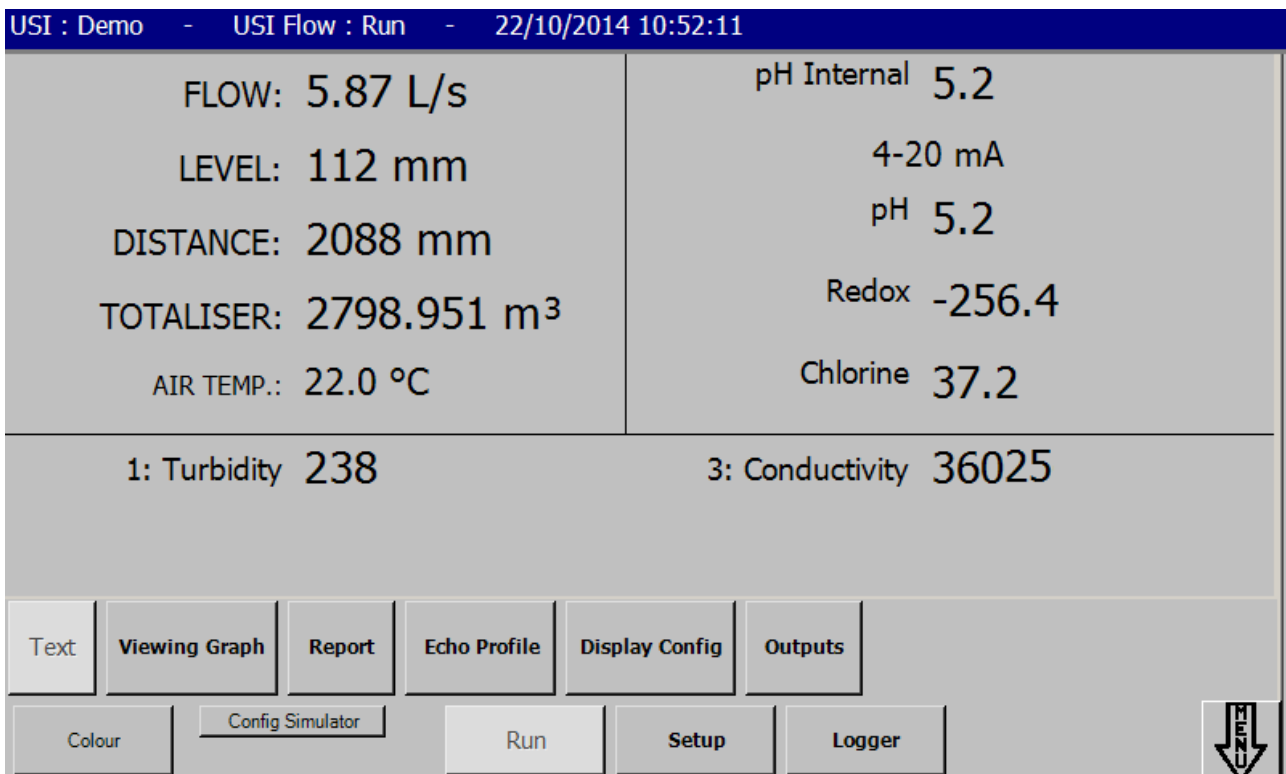 USI : Demo - USI Flow : Run - 22/10/2014 10:52:11
FLOW: 5.87 L/s
LEVEL: 112 mm
DISTANCE: 2088 mm
TOTALISER: 2798.951 m³
AIR TEMP.: 22.0 °C
pH Internal 5.2
4-20 mA
pH 5.2
Redox -256.4
Chlorine 37.2
1: Turbidity 238
3: Conductivity 36025
Text Viewing Graph Report Echo Profile Display Config Outputs
Colour Config Simulator Run Setup Logger MENU